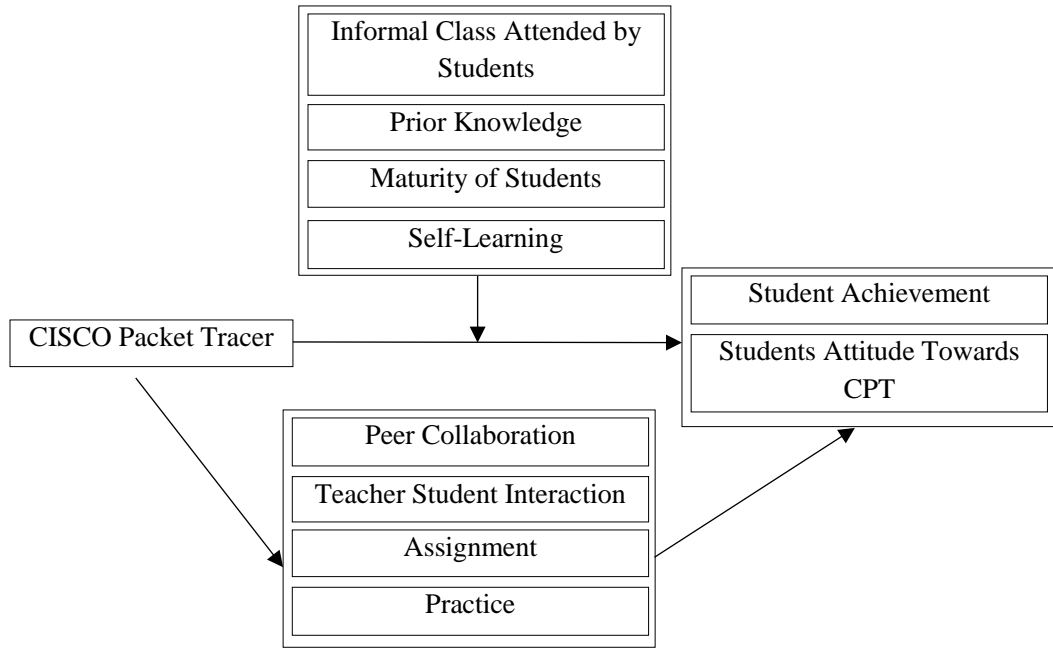 Informal Class Attended by
Students
Prior Knowledge
Maturity of Students
Self-Learning
CISCO Packet Tracer
Student Achievement
Students Attitude Towards
CPT
Peer Collaboration
Teacher Student Interaction
Assignment
Practice